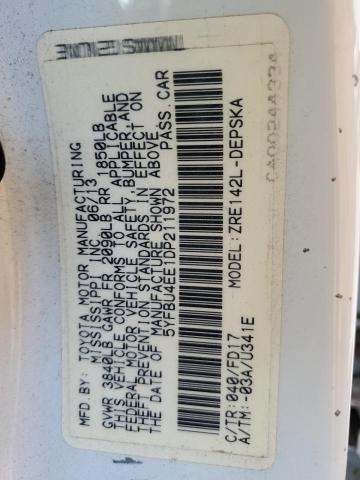 MFD.BY: TOYOTA MOTOR MANUFACTURING
MISSISSIPPI INC. 06/13
GVWR 3840LB GAWR FR 2090LB RR 1850LB
THIS VEHICLE CONFORMS TO ALL APPLICABLE
FEDERAL MOTOR VEHICLE SAFETY, BUMPER, AND
THEFT PREVENTION STANDARDS IN EFFECT ON
THE DATE OF MANUFACTURE SHOWN ABOVE
5YFBU4EE1DP211972 PASS.CAR
C/TR:040/FD17 MODEL:ZRE142L-DEPSKA
A/TM:-03A/U341E